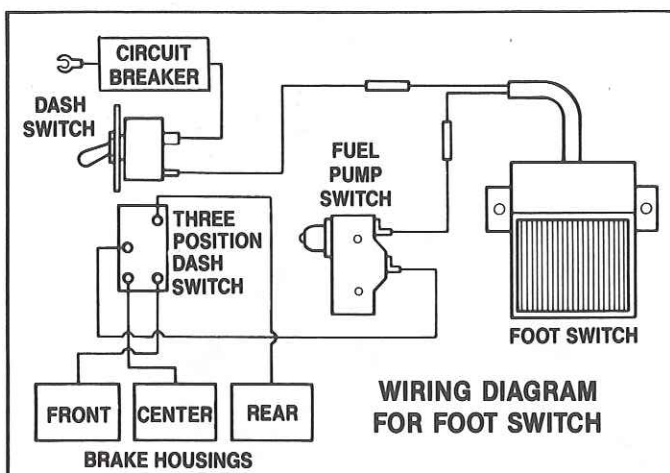 CIRCUIT
BREAKER
DASH
SWITCH
FUEL
PUMP
SWITCH
THREE
POSITION
DASH
SWITCH
FOOT SWITCH
FRONT
CENTER
REAR
BRAKE HOUSINGS
WIRING DIAGRAM
FOR FOOT SWITCH